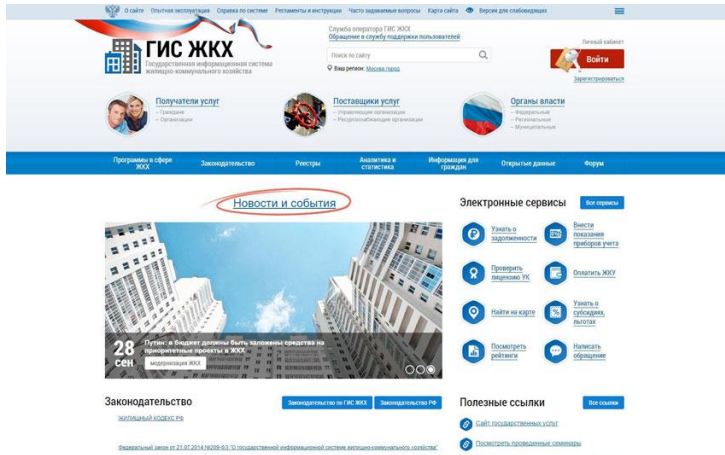 О сайте Опытная эксплуатация Справка по системе Регламенты и инструкции Часто задаваемые вопросы Карта сайта Версия для слабовидящих
ГИС ЖКХ
Государственная информационная система
жилищно-коммунального хозяйства
Служба оператора ГИС ЖКХ
Обращение в службу поддержки пользователей
Поиск по сайту
Ваш регион: Москва город
Личный кабинет
Войти
Зарегистрироваться
Получатели услуг
– Граждане
– Организации
Поставщики услуг
– Управляющие организации
– Ресурсоснабжающие организации
Органы власти
– Федеральные
– Региональные
– Муниципальные
Программы в сфере
ЖКХ
Законодательство
Реестры
Аналитика и
статистика
Информация для
граждан
Открытые данные
Форум
Новости и события
28
сен
Путин: в бюджет должны быть заложены средства на
приоритетные проекты в ЖКХ
модернизация ЖКХ
Электронные сервисы
Все сервисы
Узнать о
задолженности
Внести
показания
приборов учета
Проверить
лицензию УК
Оплатить ЖКУ
Найти на карте
Узнать о
субсидиях,
льготах
Посмотреть
рейтинги
Написать
обращение
Законодательство
Законодательство по ГИС ЖКХ
Законодательство РФ
ЖИЛИЩНЫЙ КОДЕКС РФ
Федеральный закон от 21.07.2014 №209-ФЗ "О государственной информационной системе жилищно-коммунального хозяйства"
Полезные ссылки
Все ссылки
Сайт государственных услуг
Посмотреть проведенные семинары